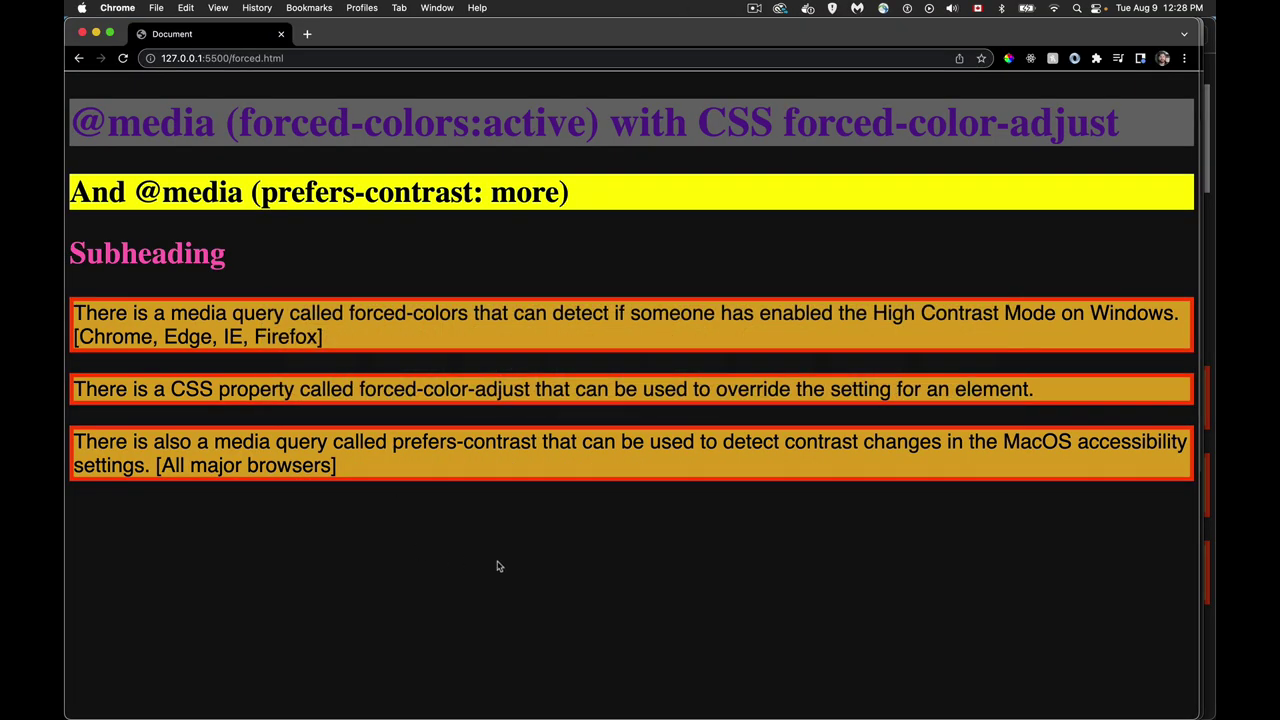 Chrome File Edit View History Bookmarks Profiles Tab Window Help Tue Aug 9 12:28 PM
Document
127.0.0.1:5500/forced.html
@media (forced-colors:active) with CSS forced-color-adjust
And @media (prefers-contrast: more)
Subheading
There is a media query called forced-colors that can detect if someone has enabled the High Contrast Mode on Windows.
[Chrome, Edge, IE, Firefox]
There is a CSS property called forced-color-adjust that can be used to override the setting for an element.
There is also a media query called prefers-contrast that can be used to detect contrast changes in the MacOS accessibility
settings. [All major browsers]